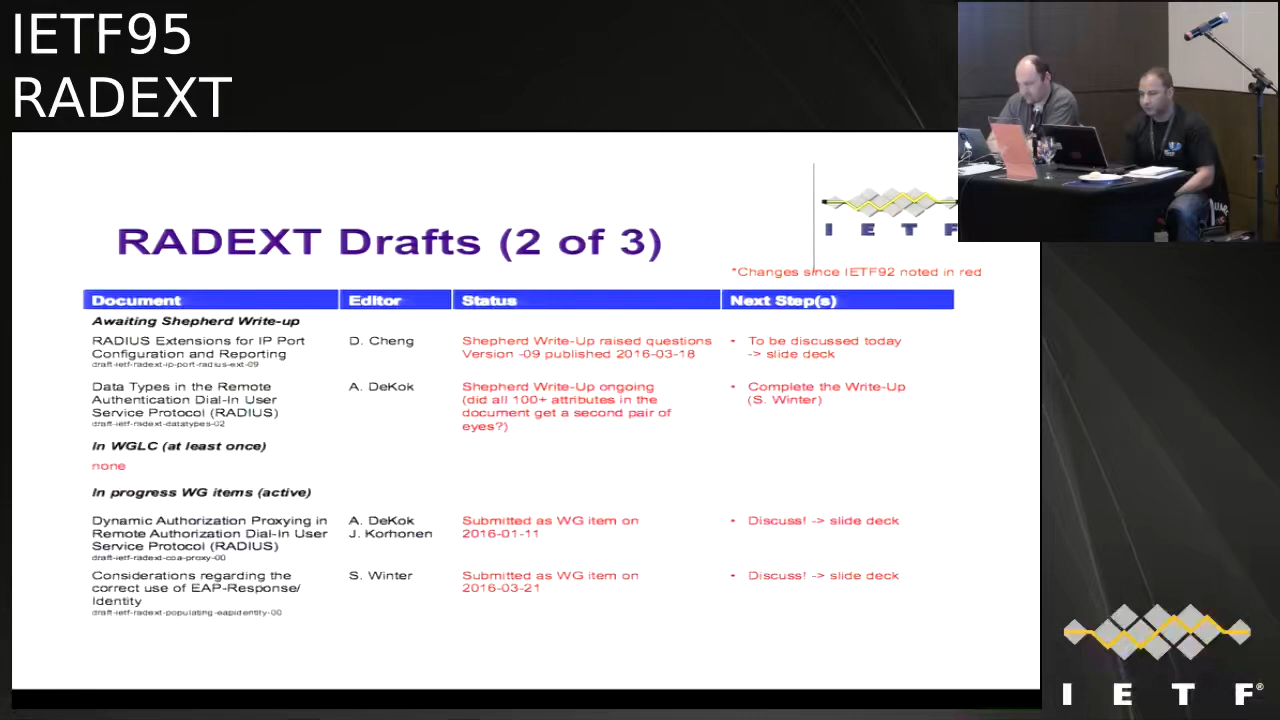 IETF95
RADEXT
I E T F
RADEXT Drafts (2 of 3)
*Changes since IETF92 noted in red
Document Editor Status Next Step(s)
Awaiting Shepherd Write-up
RADIUS Extensions for IP Port D. Cheng Shepherd Write-Up raised questions • To be discussed today
Configuration and Reporting Version -09 published 2016-03-18 -> slide deck
draft-ietf-radext-ip-port-radius-ext-09
Data Types in the Remote A. DeKok Shepherd Write-Up ongoing • Complete the Write-Up
Authentication Dial-In User (did all 100+ attributes in the (S. Winter)
Service Protocol (RADIUS) document get a second pair of
draft-ietf-radext-datatypes-02 eyes?)
In WGLC (at least once)
none
In progress WG items (active)
Dynamic Authorization Proxying in A. DeKok Submitted as WG item on • Discuss! -> slide deck
Remote Authorization Dial-In User J. Korhonen 2016-01-11
Service Protocol (RADIUS)
draft-ietf-radext-coa-proxy-00
Considerations regarding the S. Winter Submitted as WG item on • Discuss! -> slide deck
correct use of EAP-Response/ 2016-03-21
Identity
draft-ietf-radext-populating-eapidentity-00
I E T F®